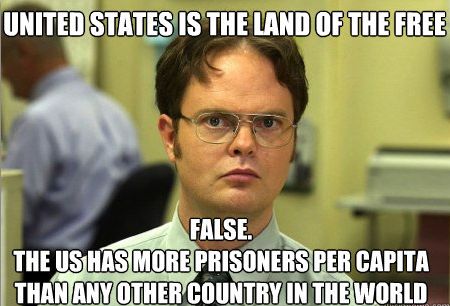 UNITED STATES IS THE LAND OF THE FREE
FALSE.
THE US HAS MORE PRISONERS PER CAPITA
THAN ANY OTHER COUNTRY IN THE WORLD